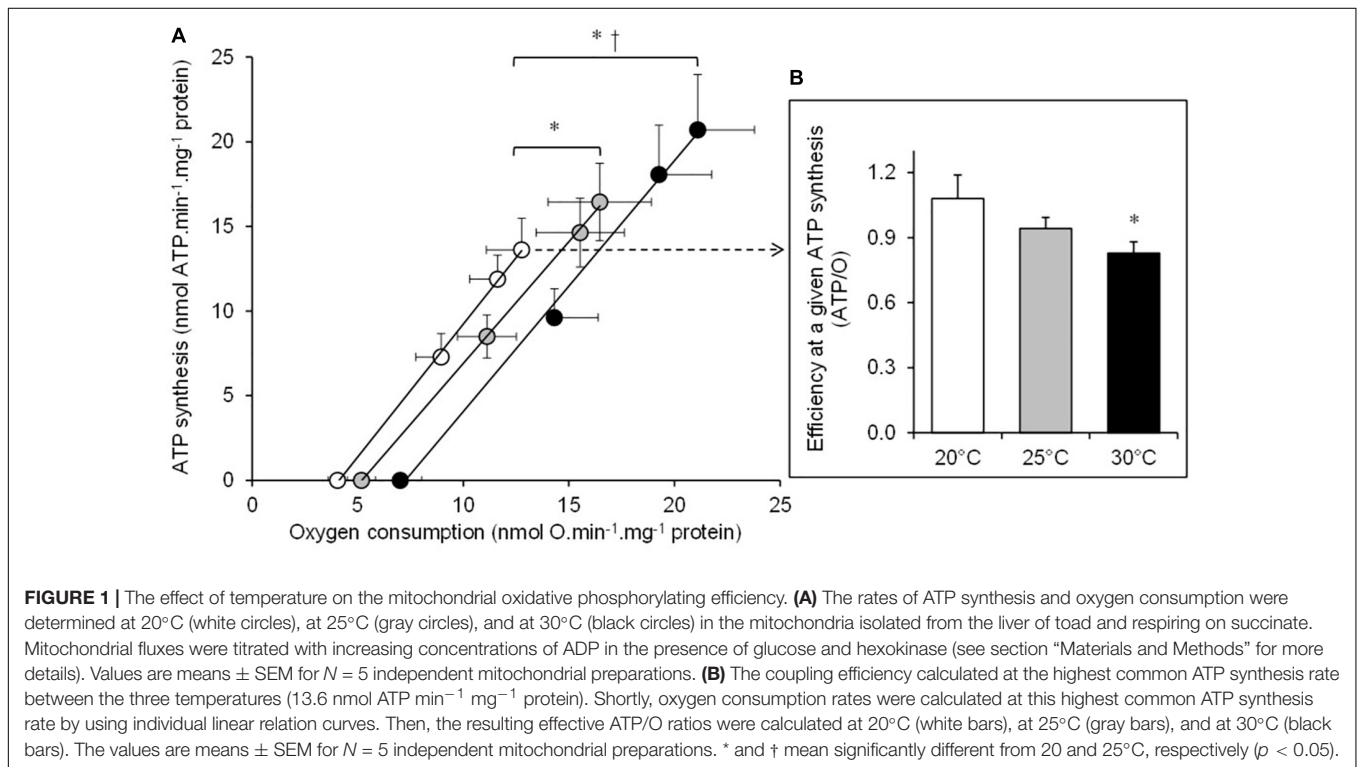 A
* †
25
B
*
20
15
10
5
0
ATP synthesis (nmol ATP.min⁻¹.mg⁻¹ protein)
0 5 10 15 20 25
Oxygen consumption (nmol O.min⁻¹.mg⁻¹ protein)
Efficiency at a given ATP synthesis
(ATP/O)
1.2
0.9
0.6
0.3
0.0
*
20°C 25°C 30°C
FIGURE 1 | The effect of temperature on the mitochondrial oxidative phosphorylating efficiency. (A) The rates of ATP synthesis and oxygen consumption were
determined at 20°C (white circles), at 25°C (gray circles), and at 30°C (black circles) in the mitochondria isolated from the liver of toad and respiring on succinate.
Mitochondrial fluxes were titrated with increasing concentrations of ADP in the presence of glucose and hexokinase (see section “Materials and Methods” for more
details). Values are means ± SEM for N = 5 independent mitochondrial preparations. (B) The coupling efficiency calculated at the highest common ATP synthesis rate
between the three temperatures (13.6 nmol ATP min⁻¹ mg⁻¹ protein). Shortly, oxygen consumption rates were calculated at this highest common ATP synthesis
rate by using individual linear relation curves. Then, the resulting effective ATP/O ratios were calculated at 20°C (white bars), at 25°C (gray bars), and at 30°C (black
bars). The values are means ± SEM for N = 5 independent mitochondrial preparations. * and † mean significantly different from 20 and 25°C, respectively (p < 0.05).